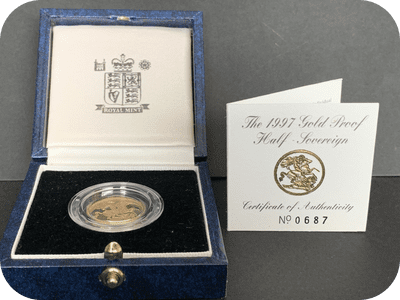 ROYAL MINT
The 1997 Gold Proof
Half-Sovereign
Certificate of Authenticity
No 0687